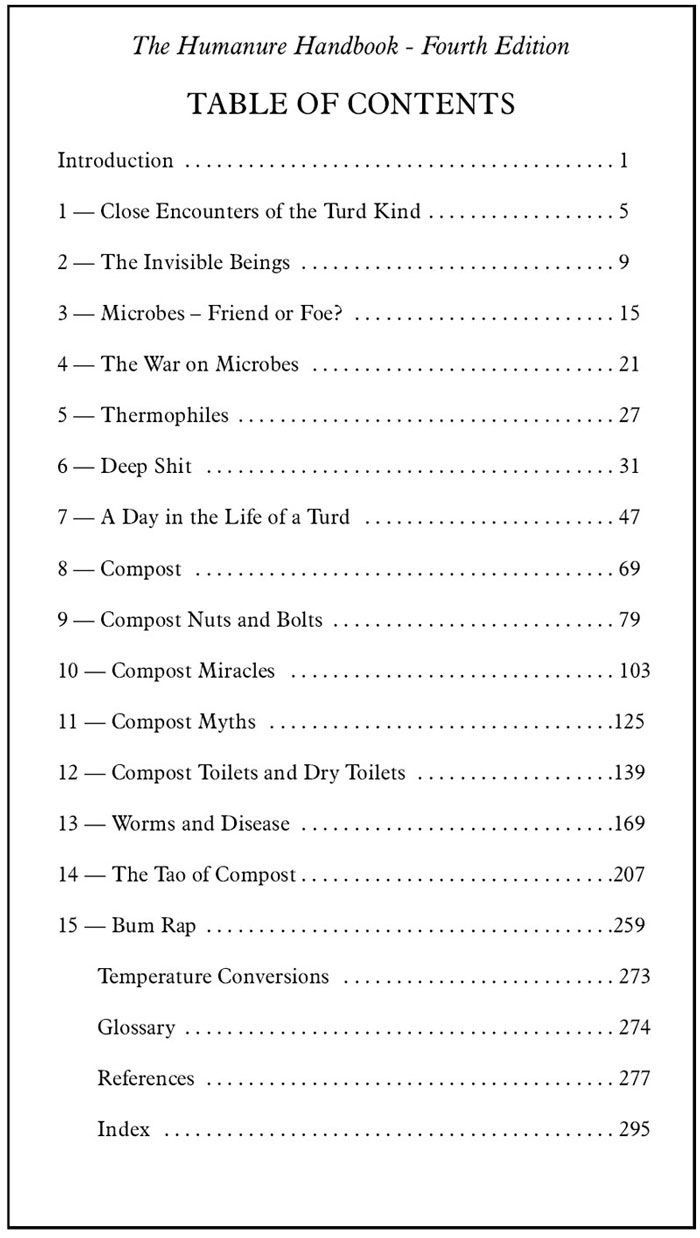 The Humanure Handbook - Fourth Edition
TABLE OF CONTENTS
Introduction ......................................... 1
1 — Close Encounters of the Turd Kind .................. 5
2 — The Invisible Beings .............................. 9
3 — Microbes – Friend or Foe? ......................... 15
4 — The War on Microbes ............................. 21
5 — Thermophiles .................................... 27
6 — Deep Shit ....................................... 31
7 — A Day in the Life of a Turd ........................ 47
8 — Compost ........................................ 69
9 — Compost Nuts and Bolts ........................... 79
10 — Compost Miracles ............................... 103
11 — Compost Myths .................................125
12 — Compost Toilets and Dry Toilets ...................139
13 — Worms and Disease ..............................169
14 — The Tao of Compost ..............................207
15 — Bum Rap .......................................259
Temperature Conversions .......................... 273
Glossary ......................................... 274
References ....................................... 277
Index ........................................... 295